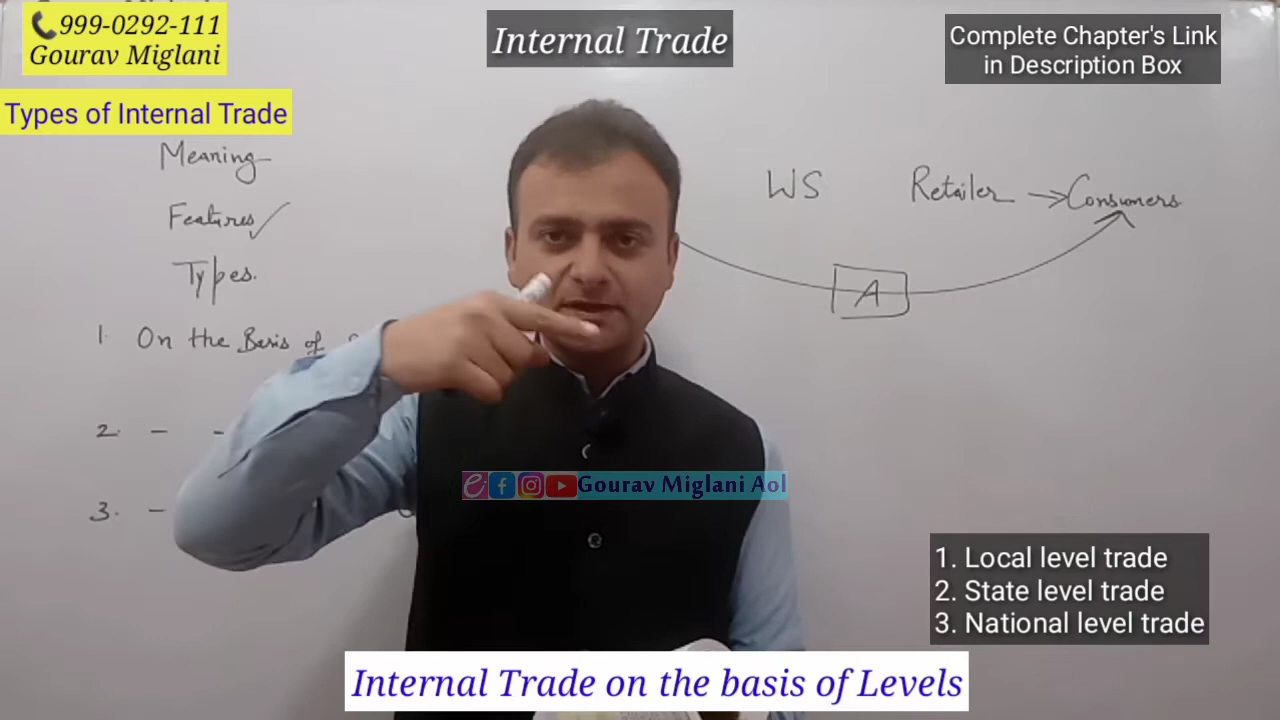 📞999-0292-111
Gourav Miglani
Internal Trade
Complete Chapter's Link
in Description Box
Types of Internal Trade
Meaning
Features ✓
Types.
WS Retailer → Consumers
A
1. On the Basis of
2. - -
3. -
Gourav Miglani Aol
1. Local level trade
2. State level trade
3. National level trade
Internal Trade on the basis of Levels